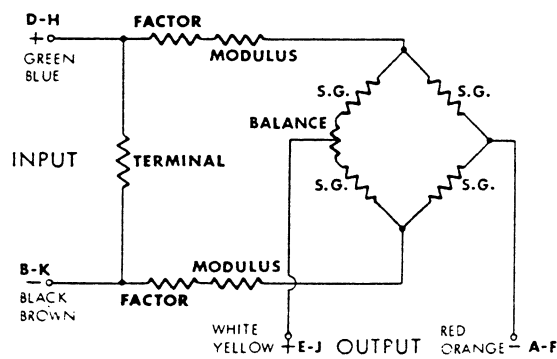 D-H
FACTOR
+
MODULUS
GREEN
BLUE
S.G.
S.G.
BALANCE
INPUT
TERMINAL
S.G.
S.G.
B-K
MODULUS
−
BLACK
BROWN
FACTOR
WHITE
YELLOW
+ E-J
OUTPUT
RED
ORANGE
− A-F